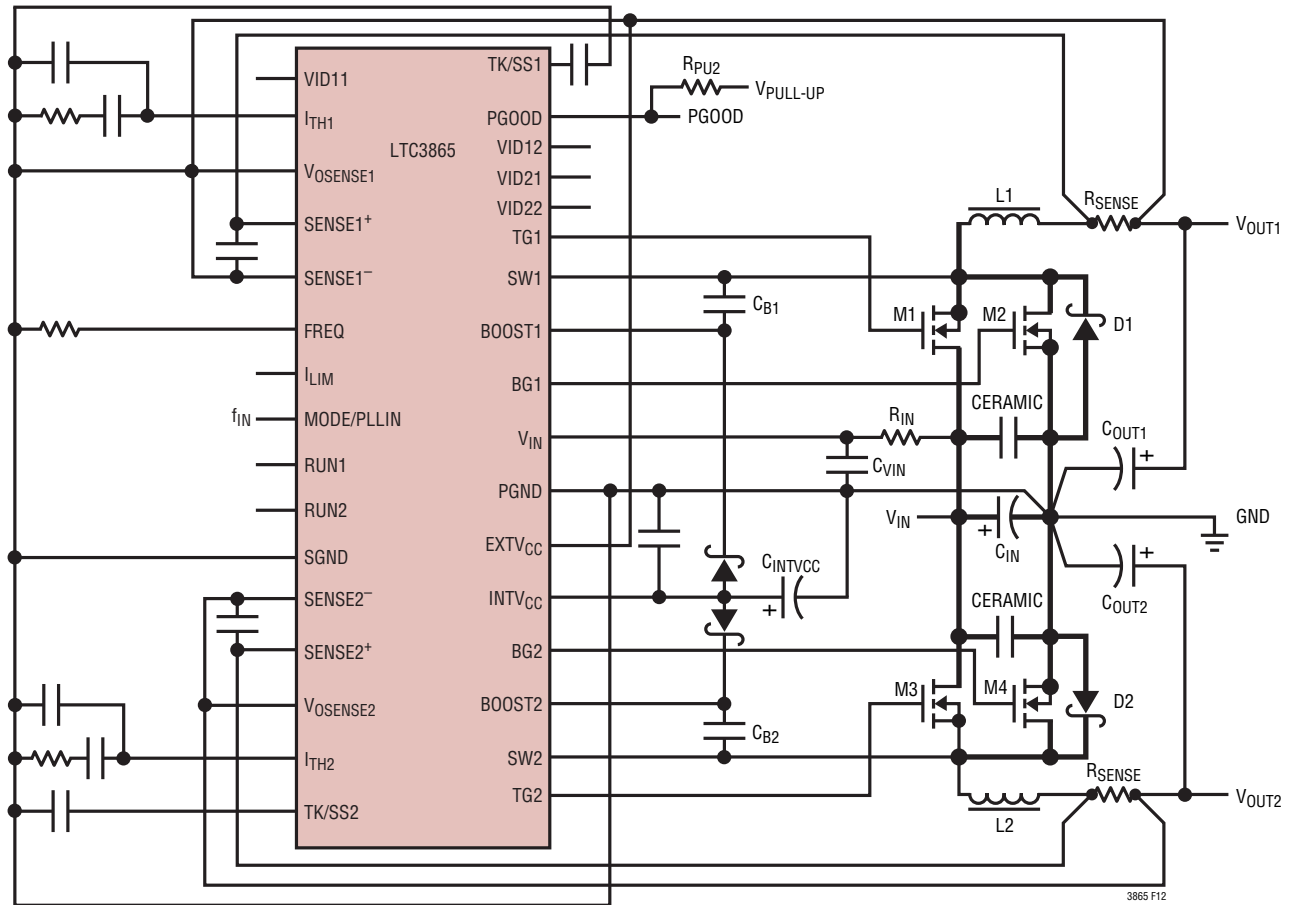 LTC3865
VID11
ITH1
VOSENSE1
SENSE1+
SENSE1–
FREQ
ILIM
fIN
MODE/PLLIN
RUN1
RUN2
SGND
SENSE2–
SENSE2+
VOSENSE2
ITH2
TK/SS2
TK/SS1
PGOOD
VID12
VID21
VID22
TG1
SW1
BOOST1
BG1
VIN
PGND
EXTVCC
INTVCC
BG2
BOOST2
SW2
TG2
RPU2
VPULL-UP
PGOOD
L1
RSENSE
VOUT1
CB1
M1
M2
D1
CERAMIC
RIN
CVIN
COUT1
+
VIN
+
CIN
GND
CINTVCC
+
+
COUT2
CERAMIC
M3
M4
D2
CB2
RSENSE
VOUT2
L2
3865 F12